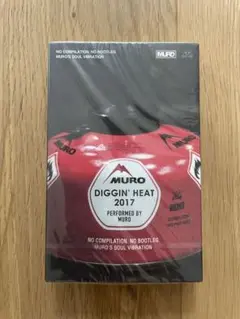 NO COMPILATION, NO BOOTLEG,
MURO'S SOUL VIBRATION
MURO
MURO
DIGGIN' HEAT
2017
PERFORMED BY
MURO
NO COMPILATION, NO BOOTLEG,
MURO'S SOUL VIBRATION